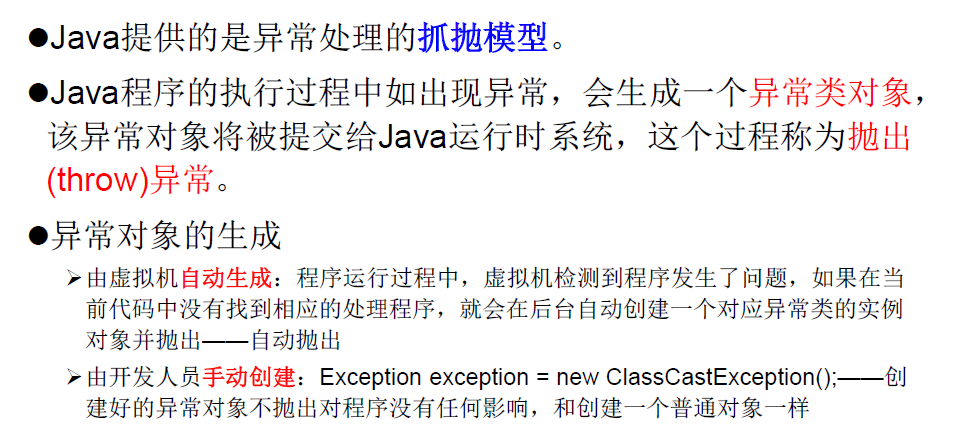 ●Java提供的是异常处理的抓抛模型。
●Java程序的执行过程中如出现异常，会生成一个异常类对象，
该异常对象将被提交给Java运行时系统，这个过程称为抛出
(throw)异常。
●异常对象的生成
➢由虚拟机自动生成：程序运行过程中，虚拟机检测到程序发生了问题，如果在当
前代码中没有找到相应的处理程序，就会在后台自动创建一个对应异常类的实例
对象并抛出——自动抛出
➢由开发人员手动创建：Exception exception = new ClassCastException();——创
建好的异常对象不抛出对程序没有任何影响，和创建一个普通对象一样